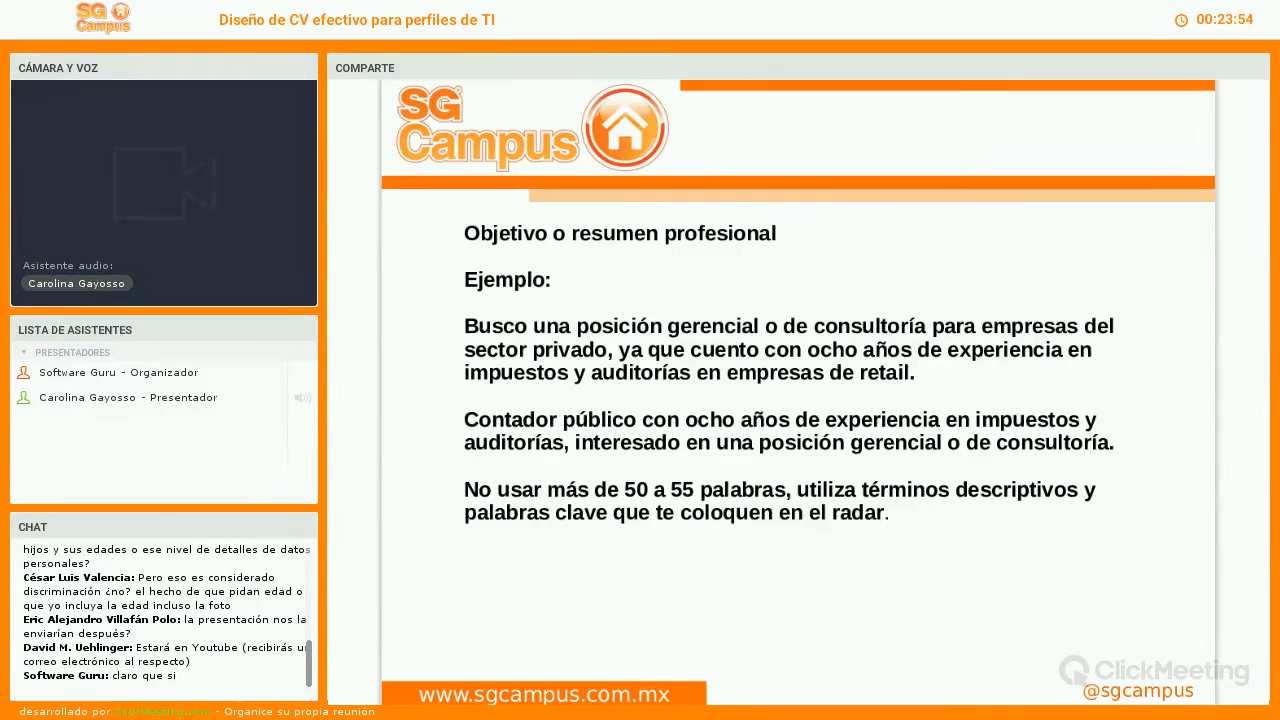 SG Campus
Diseño de CV efectivo para perfiles de TI
00:23:54
CÁMARA Y VOZ
Asistente audio:
Carolina Gayosso
LISTA DE ASISTENTES
PRESENTADORES
Software Guru - Organizador
Carolina Gayosso - Presentador
CHAT
hijos y sus edades o ese nivel de detalles de datos
personales?
César Luis Valencia: Pero eso es considerado
discriminación ¿no? el hecho de que pidan edad o
que yo incluya la edad incluso la foto
Eric Alejandro Villafán Polo: la presentación nos la
enviarían después?
David M. Uehlinger: Estará en Youtube (recibirás un
correo electrónico al respecto)
Software Guru: claro que si
COMPARTE
SG
Campus
Objetivo o resumen profesional
Ejemplo:
Busco una posición gerencial o de consultoría para empresas del
sector privado, ya que cuento con ocho años de experiencia en
impuestos y auditorías en empresas de retail.
Contador público con ocho años de experiencia en impuestos y
auditorías, interesado en una posición gerencial o de consultoría.
No usar más de 50 a 55 palabras, utiliza términos descriptivos y
palabras clave que te coloquen en el radar.
ClickMeeting
www.sgcampus.com.mx
@sgcampus
desarrollado por ClickMeeting.com - Organice su propia reunión